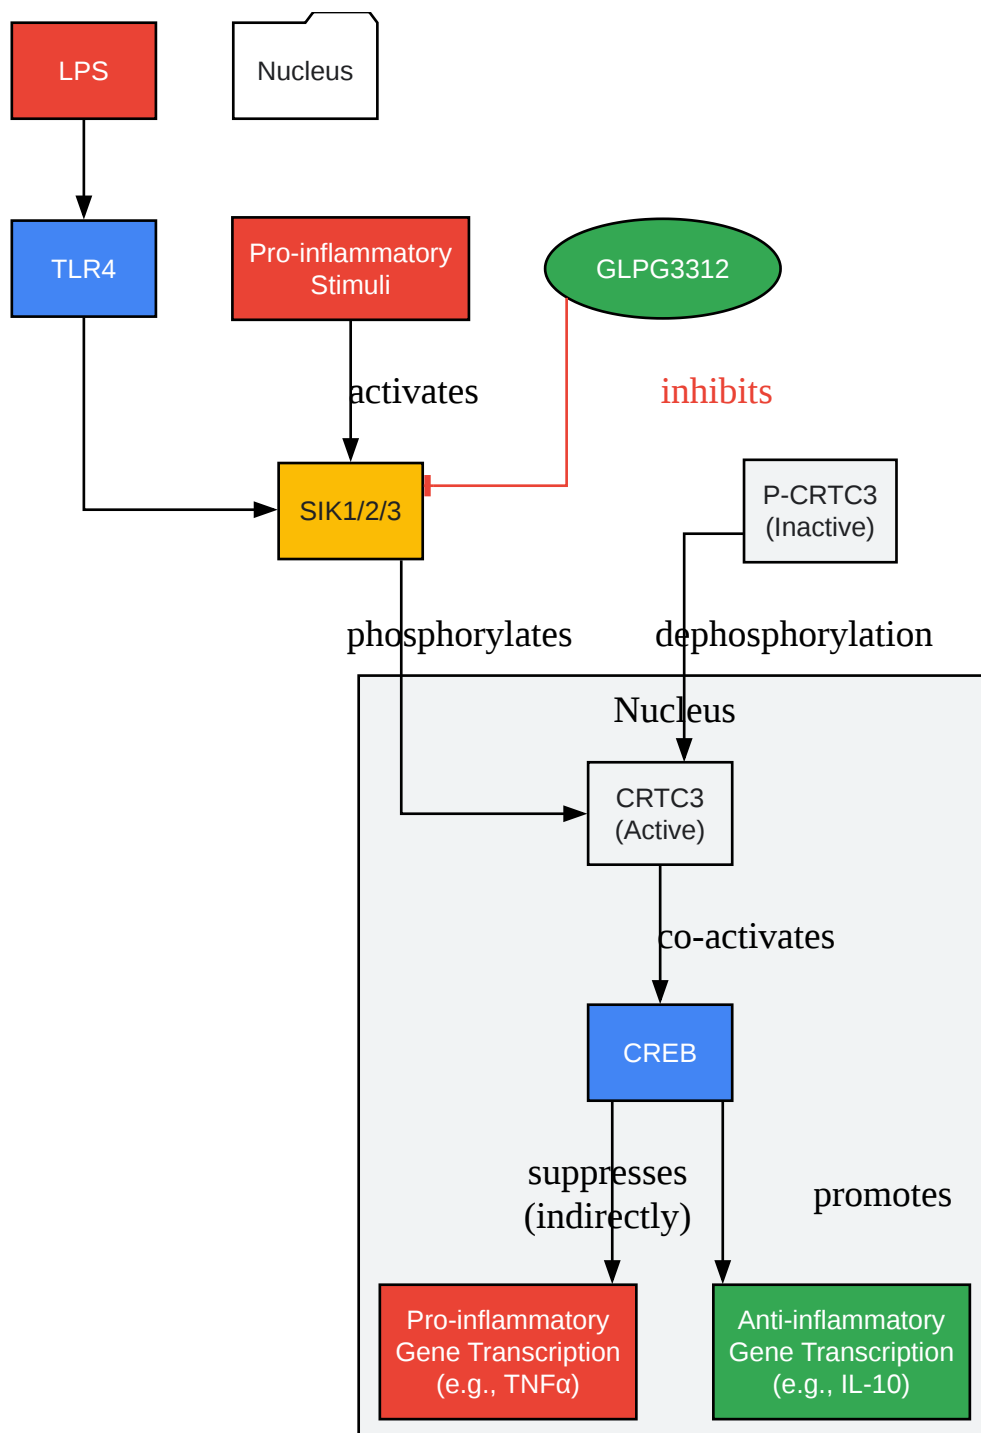 LPS
Nucleus
TLR4
Pro-inflammatory
Stimuli
GLPG3312
activates
inhibits
SIK1/2/3
P-CRTC3
(Inactive)
phosphorylates
dephosphorylation
Nucleus
CRTC3
(Active)
co-activates
CREB
suppresses
(indirectly)
promotes
Pro-inflammatory
Gene Transcription
(e.g., TNFα)
Anti-inflammatory
Gene Transcription
(e.g., IL-10)